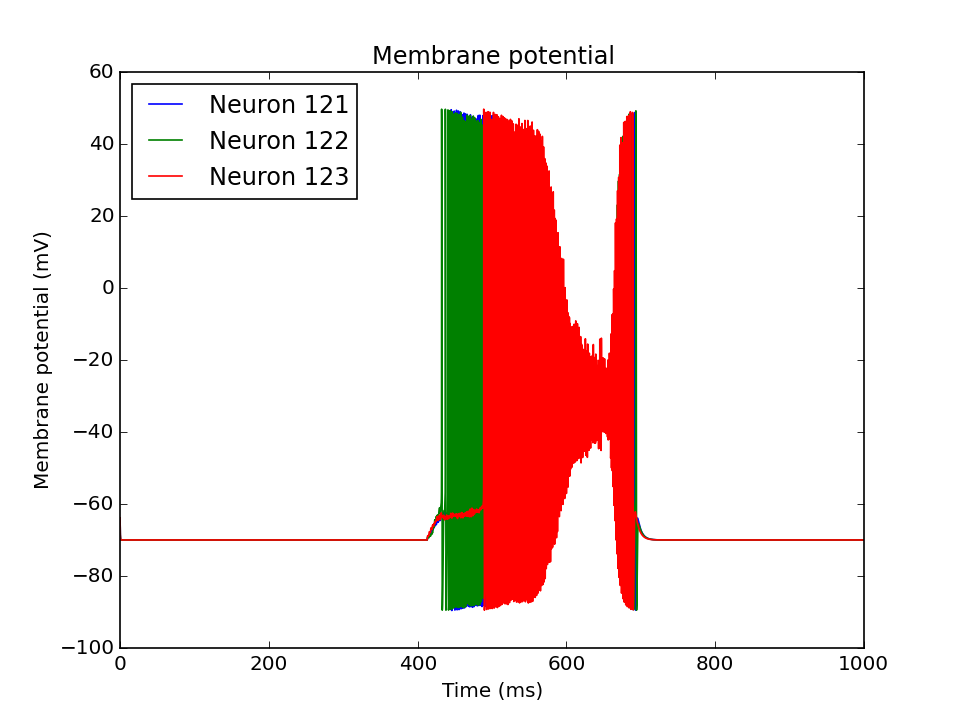 Membrane potential
60
40
20
0
−20
−40
−60
−80
−100
Membrane potential (mV)
Neuron 121
Neuron 122
Neuron 123
0 200 400 600 800 1000
Time (ms)